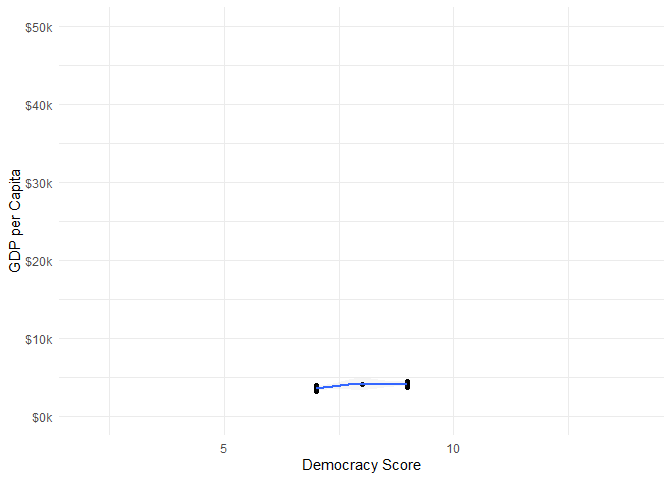 $50k
$40k
$30k
$20k
$10k
$0k
GDP per Capita
5
10
Democracy Score